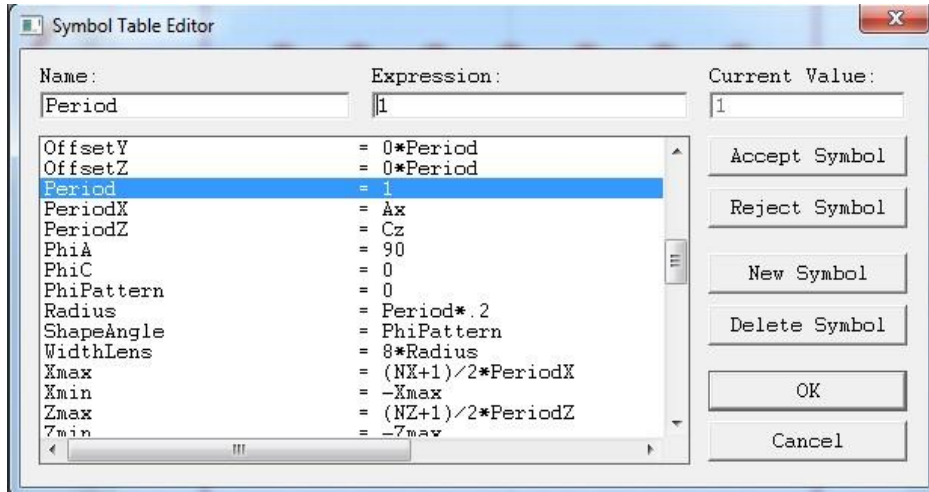 Symbol Table Editor
Name: Expression: Current Value:
Period 1 1
OffsetY = 0*Period
OffsetZ = 0*Period
Period = 1
PeriodX = Ax
PeriodZ = Cz
PhiA = 90
PhiC = 0
PhiPattern = 0
Radius = Period*.2
ShapeAngle = PhiPattern
WidthLens = 8*Radius
Xmax = (NX+1)/2*PeriodX
Xmin = -Xmax
Zmax = (NZ+1)/2*PeriodZ
Zmin = -Zmax
Accept Symbol
Reject Symbol
New Symbol
Delete Symbol
OK
Cancel